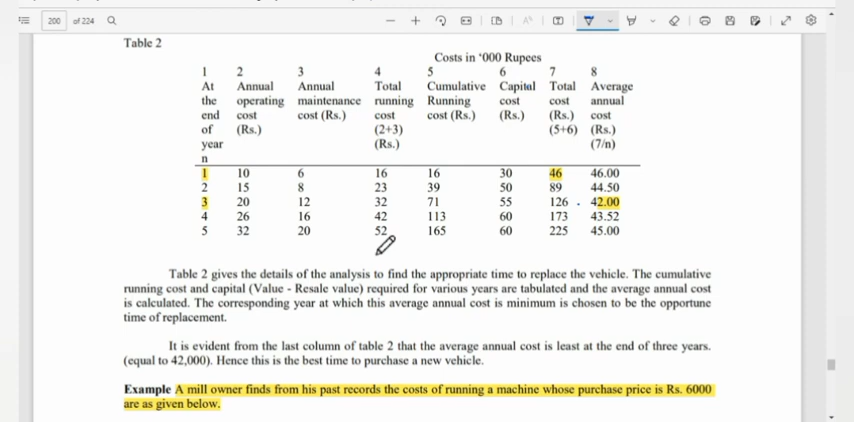 200 of 224
Table 2
Costs in ‘000 Rupees
1 2 3 4 5 6 7 8
At Annual Annual Total Cumulative Capital Total Average
the operating maintenance running Running cost cost annual
end cost cost (Rs.) cost cost (Rs.) (Rs.) (Rs.) cost
of (Rs.) (2+3) (5+6) (Rs.)
year (Rs.) (7/n)
n
1 10 6 16 16 30 46 46.00
2 15 8 23 39 50 89 44.50
3 20 12 32 71 55 126 42.00
4 26 16 42 113 60 173 43.52
5 32 20 52 165 60 225 45.00
Table 2 gives the details of the analysis to find the appropriate time to replace the vehicle. The cumulative
running cost and capital (Value - Resale value) required for various years are tabulated and the average annual cost
is calculated. The corresponding year at which this average annual cost is minimum is chosen to be the opportune
time of replacement.
It is evident from the last column of table 2 that the average annual cost is least at the end of three years.
(equal to 42,000). Hence this is the best time to purchase a new vehicle.
Example A mill owner finds from his past records the costs of running a machine whose purchase price is Rs. 6000
are as given below.